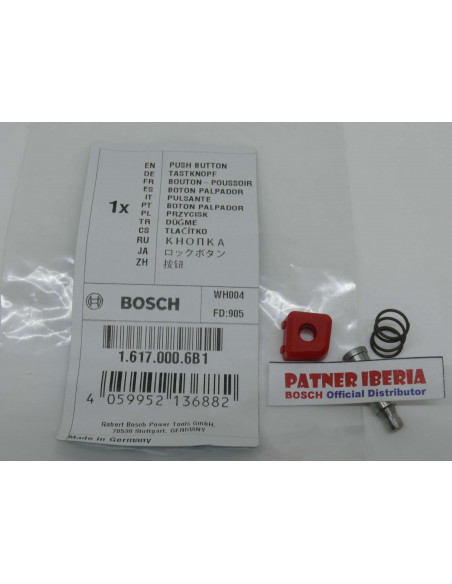 EN PUSH BUTTON
DE TASTKNOPF
FR BOUTON-POUSSOIR
ES BOTON PALPADOR
IT PULSANTE
PT BOTON PALPADOR
PL PRZYCISK
TR DÜĞME
CS TLAČÍTKO
RU КНОПКА
JA ロックボタン
ZH 按钮
1x
BOSCH
WH004
FD:905
1.617.000.6B1
4 059952 136882
Robert Bosch Power Tools GmbH,
70538 Stuttgart, GERMANY
Made in Germany
PATNER IBERIA
BOSCH Official Distributor